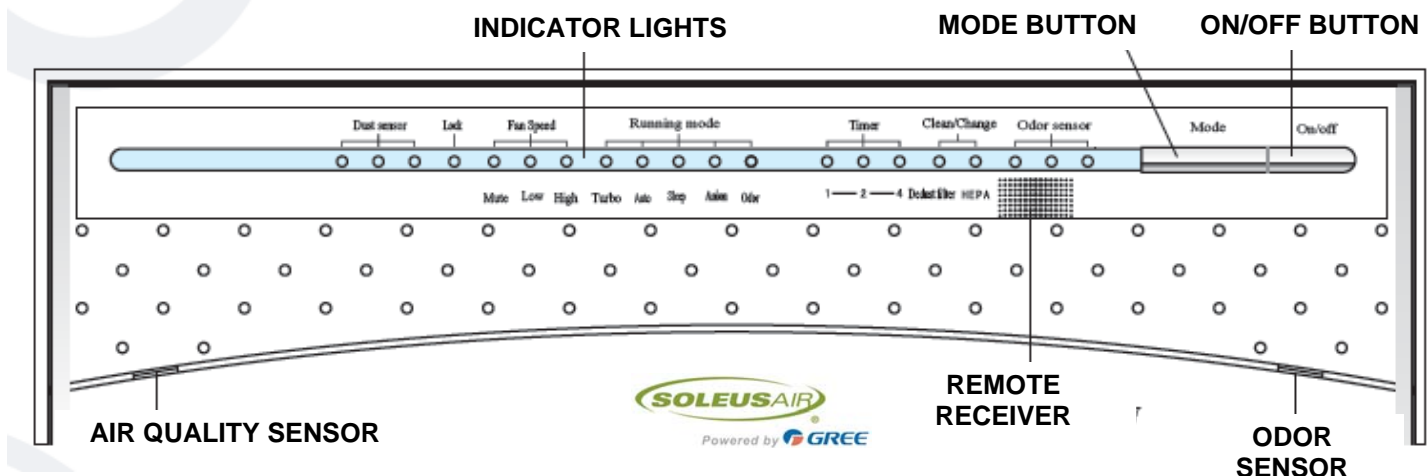 INDICATOR LIGHTS
MODE BUTTON
ON/OFF BUTTON
Dust sensor
Lock
Fan Speed
Running mode
Timer
Clean/Change
Odor sensor
Mode
On/off
Mute Low High Turbo Auto Sleep Anion Odor
1 — 2 — 4 Dedust filter HEPA
AIR QUALITY SENSOR
SOLEUSAIR®
Powered by GREE
REMOTE
RECEIVER
ODOR
SENSOR